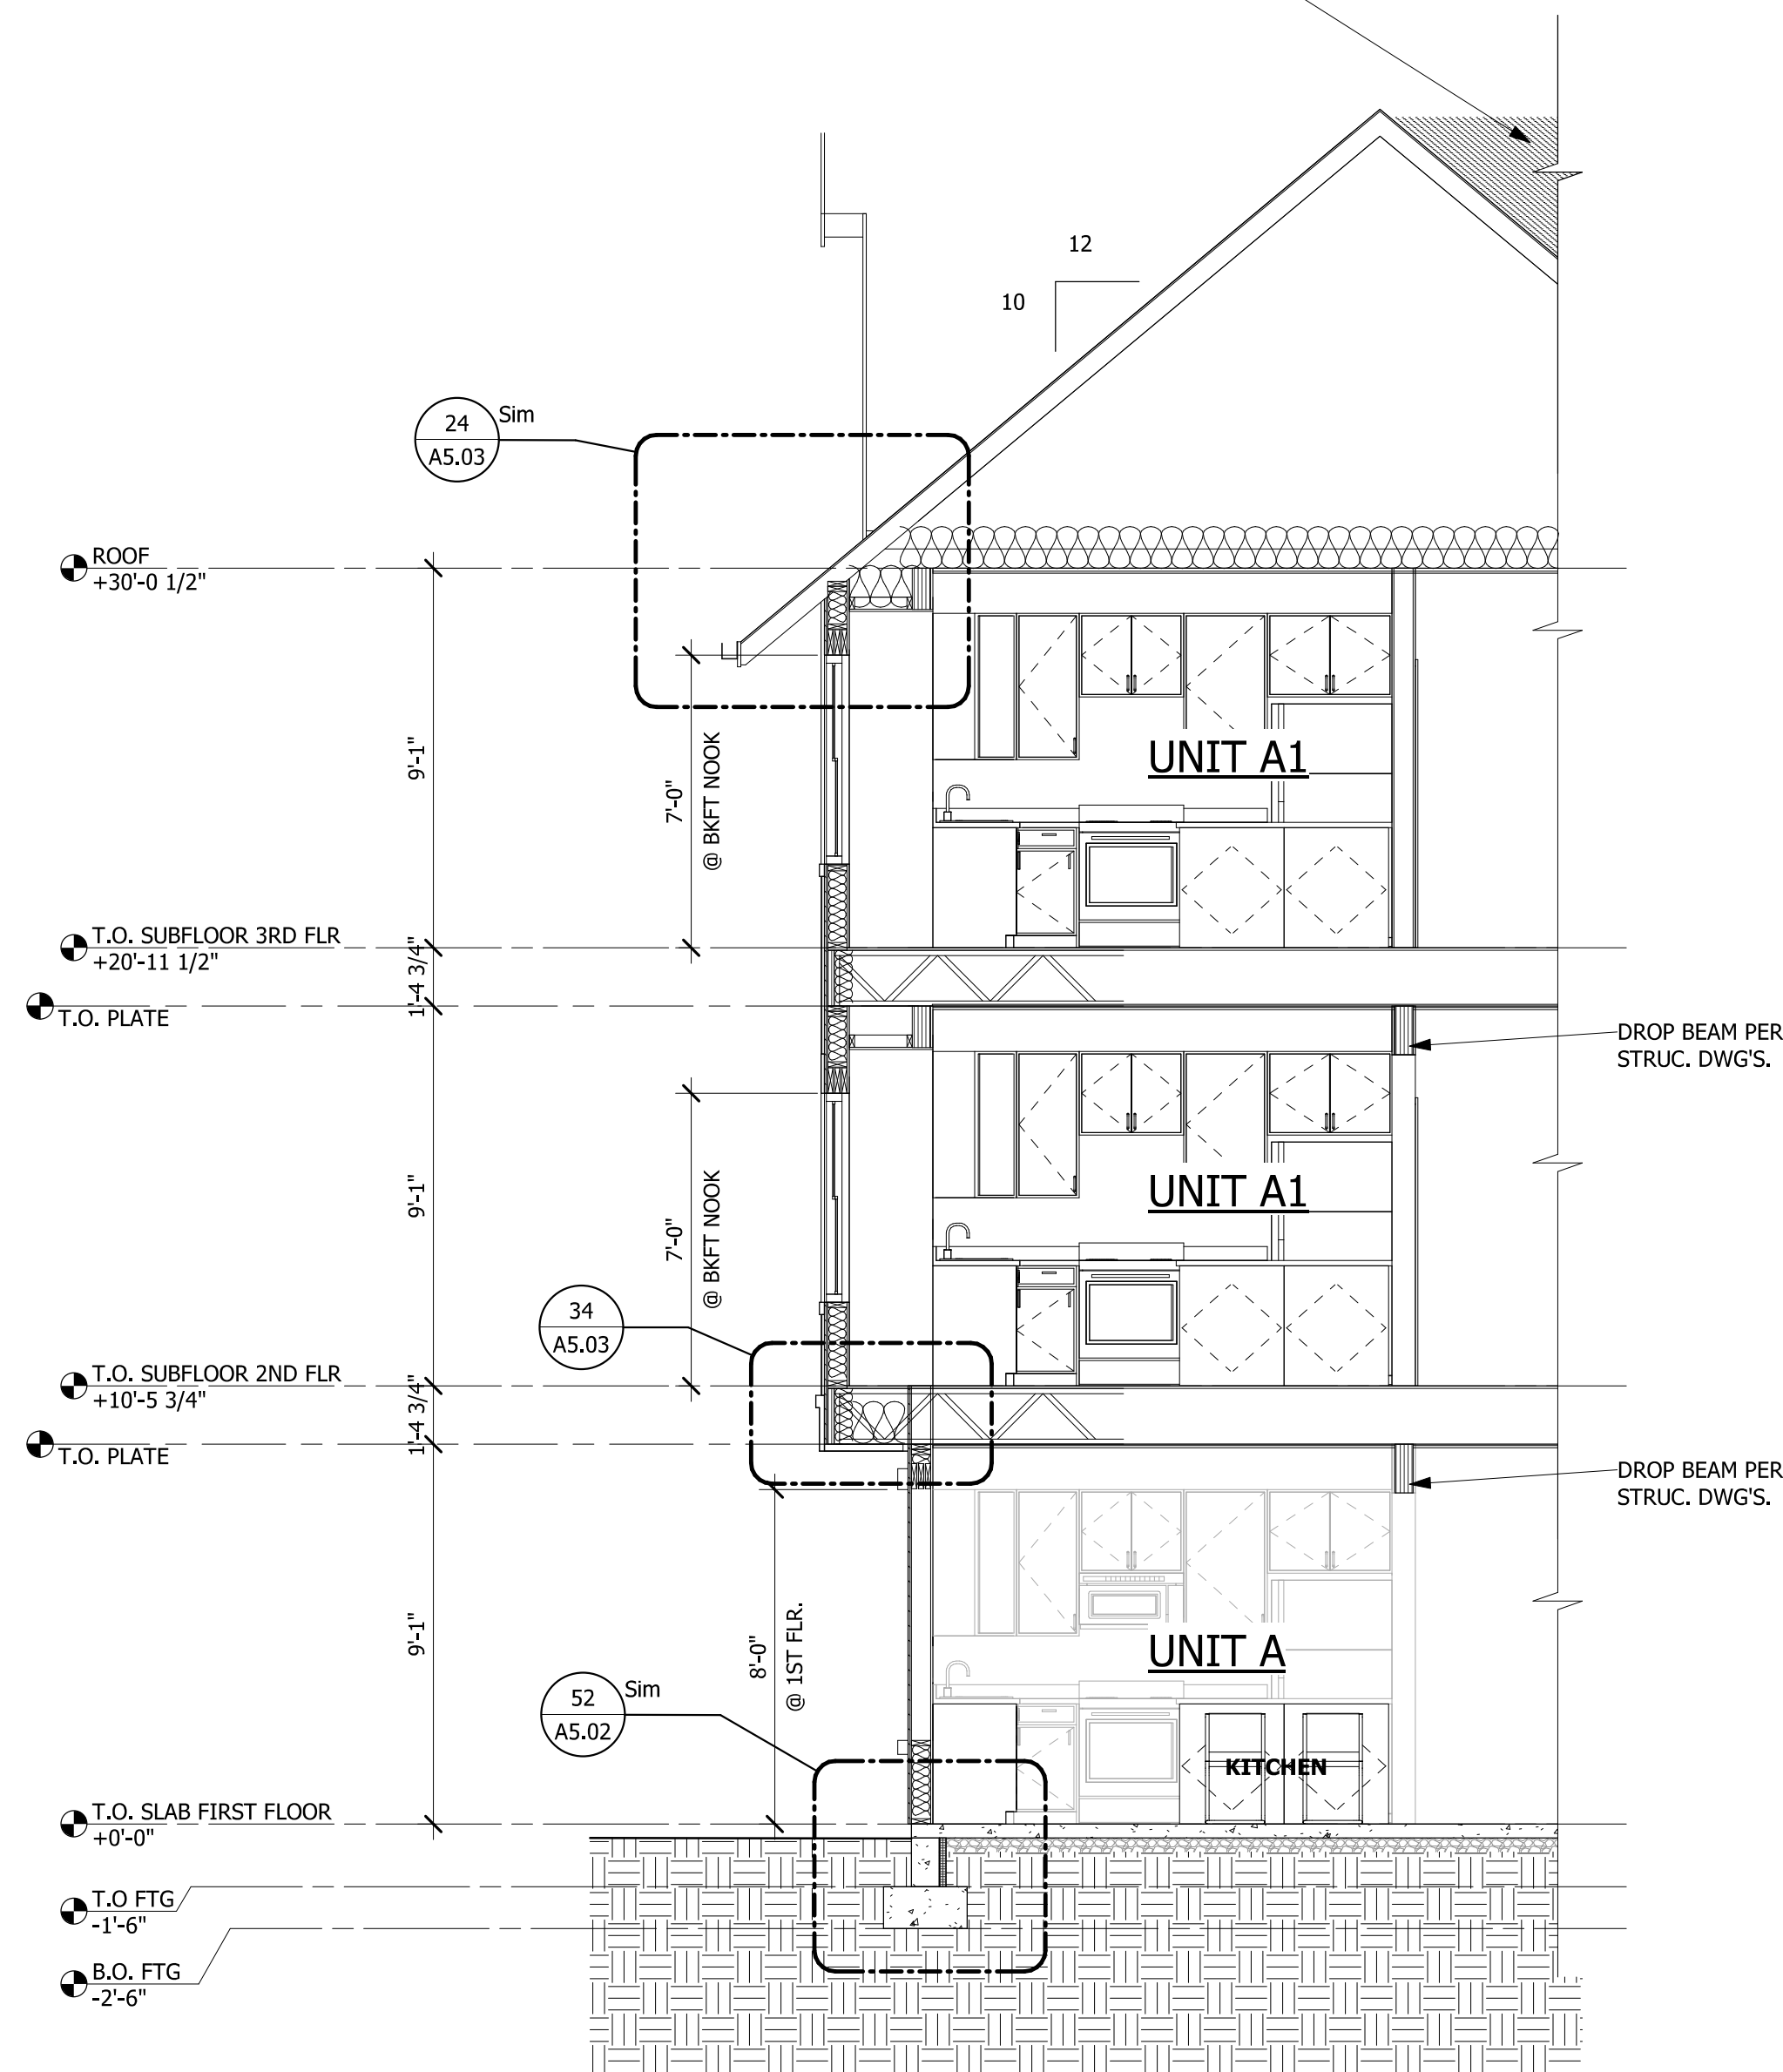 12
10
24
A5.03
Sim
ROOF
+30'-0 1/2"
9'-1"
7'-0"
@ BKFT NOOK
UNIT A1
T.O. SUBFLOOR 3RD FLR
+20'-11 1/2"
1'-4 3/4"
T.O. PLATE
DROP BEAM PER
STRUC. DWG'S.
9'-1"
7'-0"
@ BKFT NOOK
UNIT A1
34
A5.03
T.O. SUBFLOOR 2ND FLR
+10'-5 3/4"
1'-4 3/4"
T.O. PLATE
DROP BEAM PER
STRUC. DWG'S.
9'-1"
8'-0"
@ 1ST FLR.
UNIT A
52
A5.02
Sim
KITCHEN
T.O. SLAB FIRST FLOOR
+0'-0"
T.O FTG
-1'-6"
B.O. FTG
-2'-6"